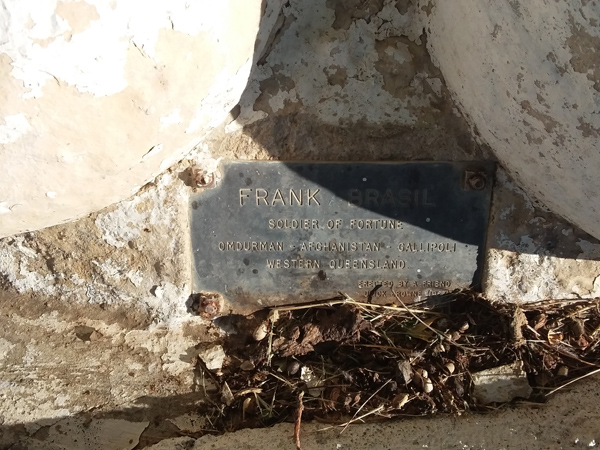 FRANK BRASIL
SOLDIER OF FORTUNE
OMDURMAN - AFGHANISTAN - GALLIPOLI
WESTERN QUEENSLAND
ERECTED BY A FRIEND